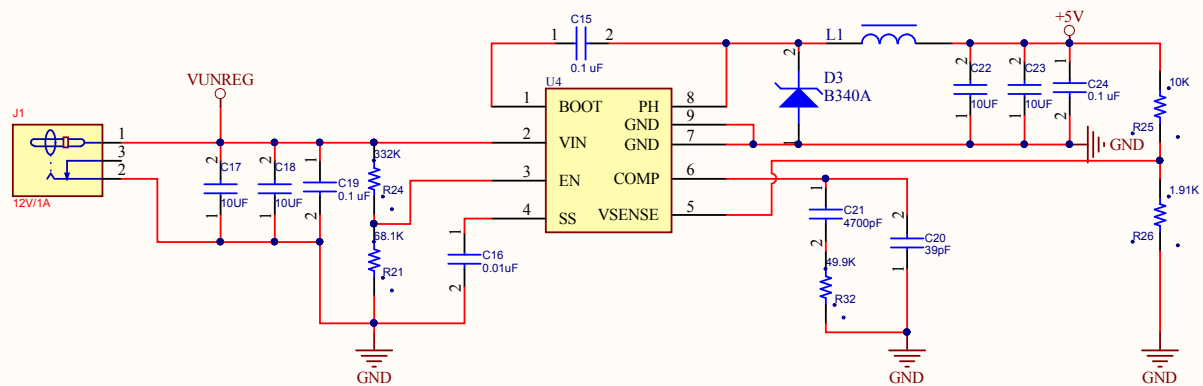 J1
1
3
2
12V/1A
VUNREG
2
C17
10UF
1
2
C18
10UF
1
1
C19
0.1 uF
2
332K
R24
68.1K
R21
GND
1
C16
0.01uF
2
1
C15
2
0.1 uF
U4
1
BOOT
PH
8
GND
9
2
VIN
GND
7
3
EN
COMP
6
4
SS
VSENSE
5
2
D3
B340A
1
L1
2
C22
10UF
1
2
C23
10UF
1
+5V
1
C24
0.1 uF
2
GND
10K
R25
1.91K
R26
GND
1
C21
4700pF
2
49.9K
R32
2
C20
39pF
1
GND